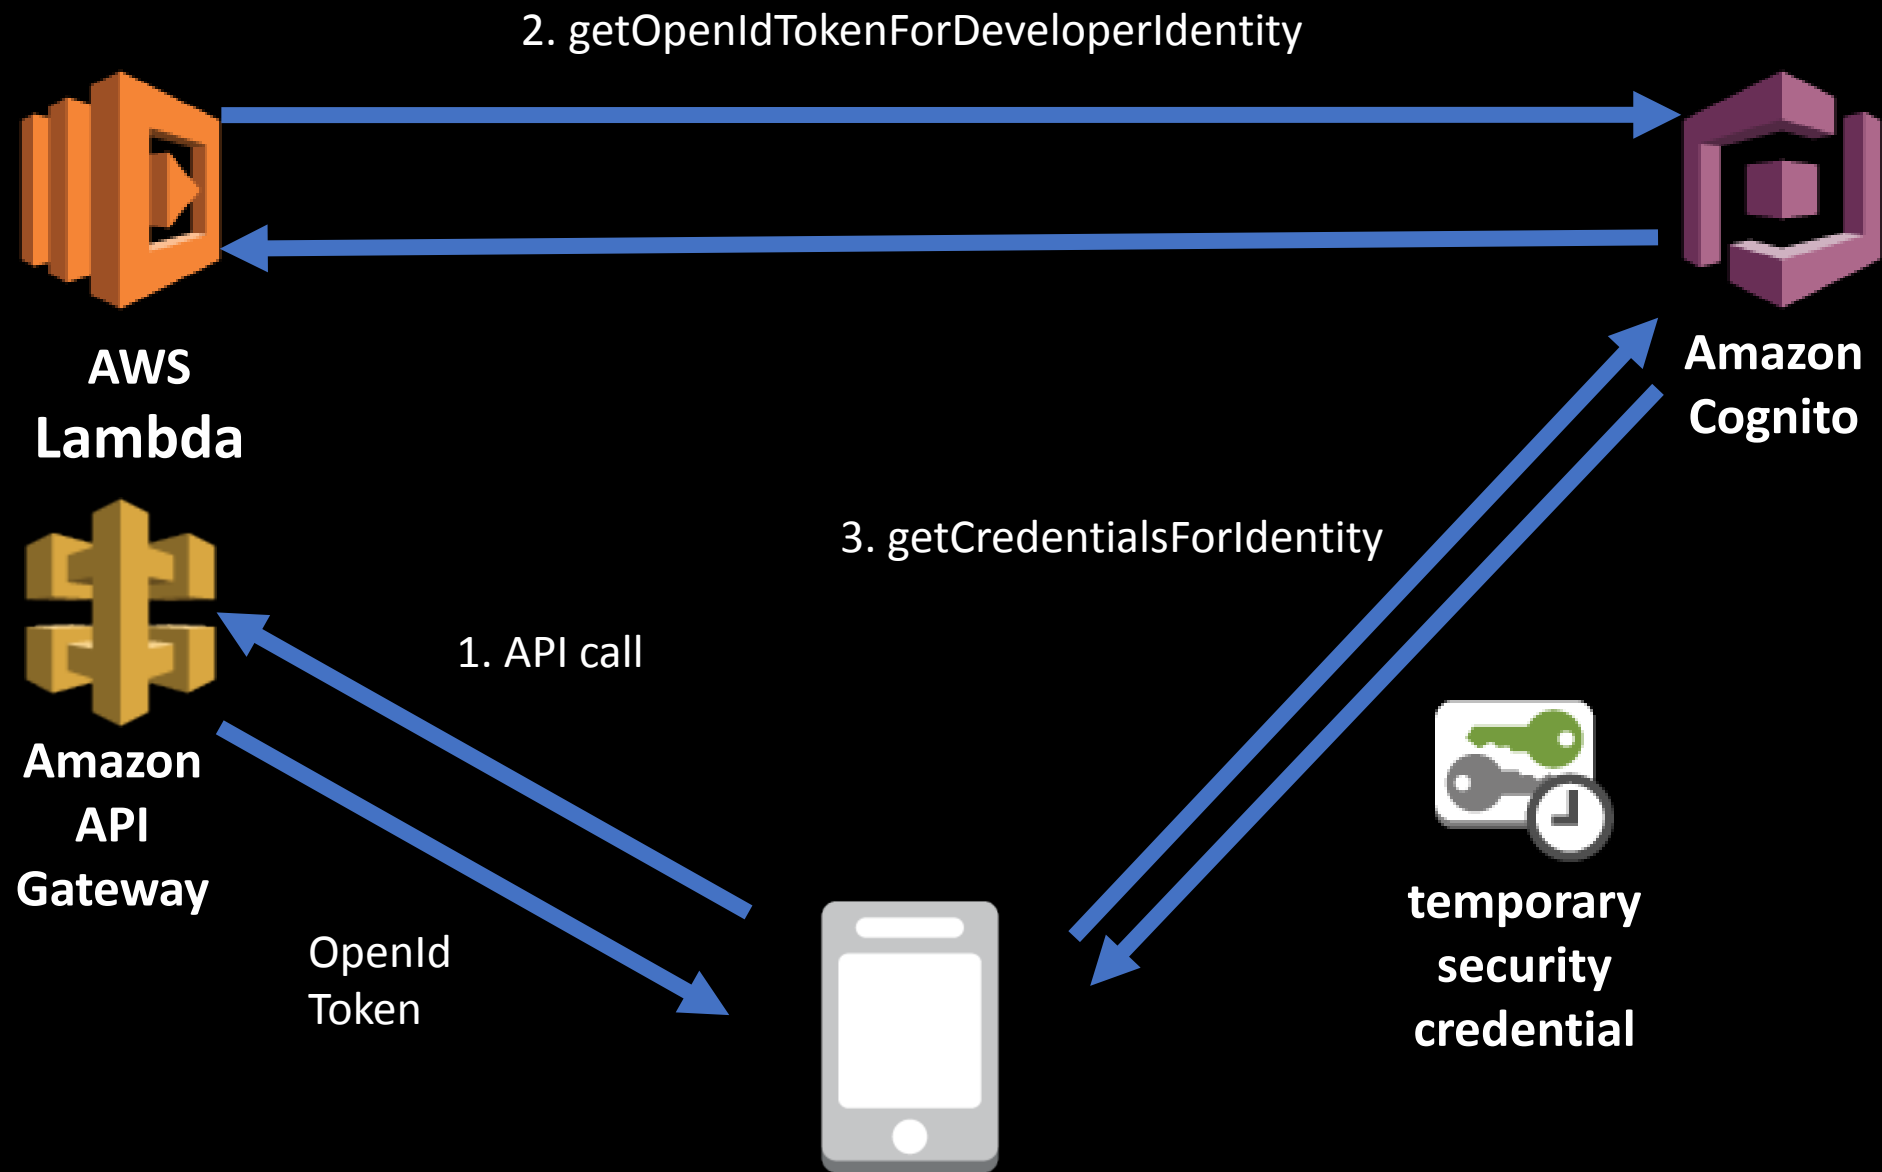 2. getOpenIdTokenForDeveloperIdentity
AWS
Lambda
Amazon
Cognito
3. getCredentialsForIdentity
1. API call
Amazon
API
Gateway
OpenId
Token
temporary
security
credential